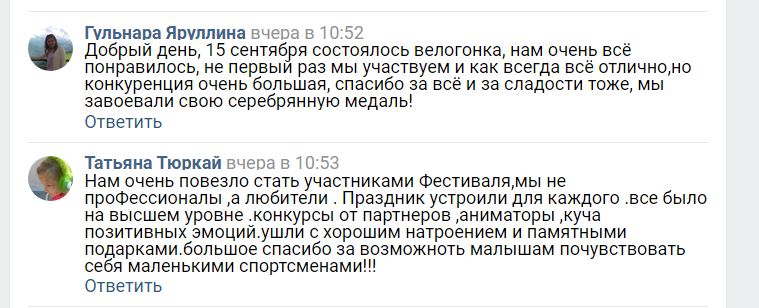 Гульнара Яруллина вчера в 10:52
Добрый день, 15 сентября состоялось велогонка, нам очень всё
понравилось, не первый раз мы участвуем и как всегда всё отлично,но
конкуренция очень большая, спасибо за всё и за сладости тоже, мы
завоевали свою серебрянную медаль!
Ответить
Татьяна Тюркай вчера в 10:53
Нам очень повезло стать участниками Фестиваля,мы не
проФессионалы ,а любители . Праздник устроили для каждого .все было
на высшем уровне .конкурсы от партнеров ,аниматоры ,куча
позитивных эмоций.ушли с хорошим натроением и памятными
подарками.большое спасибо за возможноть малышам почувствовать
себя маленькими спортсменами!!!
Ответить